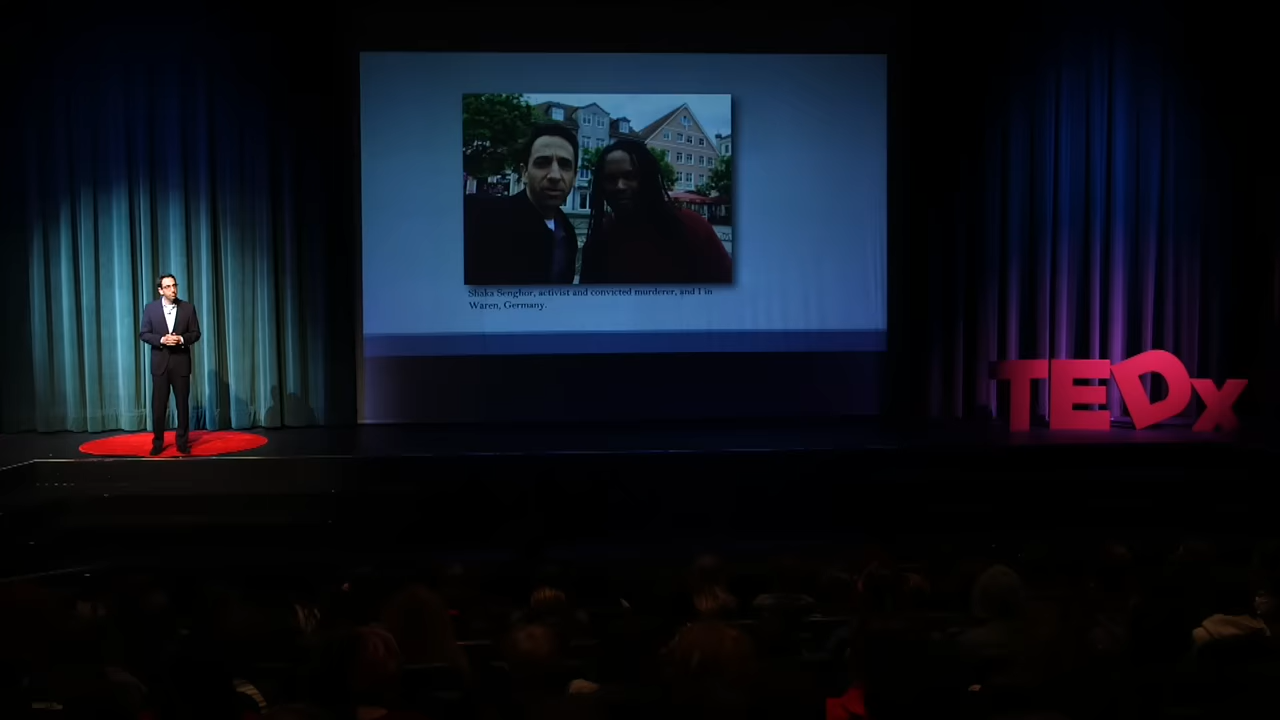 Shaka Senghor, activist and convicted murderer, and I in
Waren, Germany.
TEDx